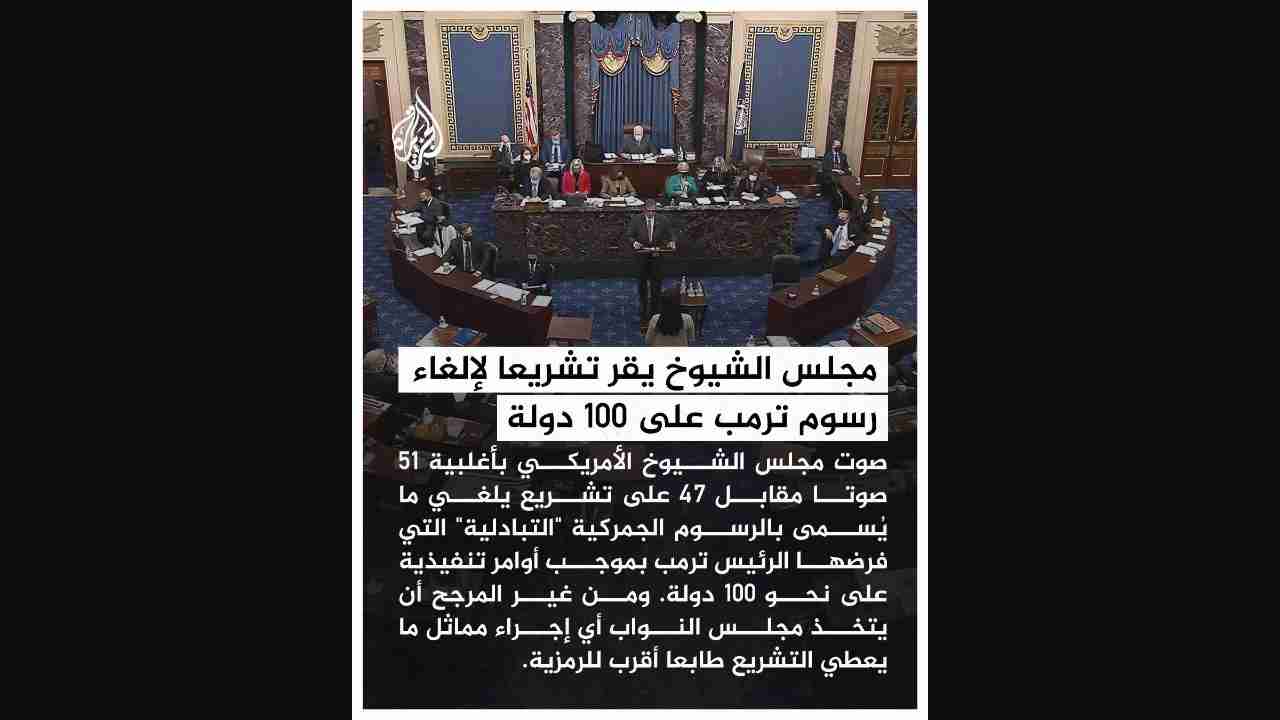 الجزيرة
مجلس الشيوخ يقر تشريعا لإلغاء
رسوم ترمب على 100 دولة
صوت مجلس الشيوخ الأمريكي بأغلبية 51
صوتا مقابل 47 على تشريع يلغي ما
يُسمى بالرسوم الجمركية "التبادلية" التي
فرضها الرئيس ترمب بموجب أوامر تنفيذية
على نحو 100 دولة. ومن غير المرجح أن
يتخذ مجلس النواب أي إجراء مماثل ما
يعطي التشريع طابعا أقرب للرمزية.